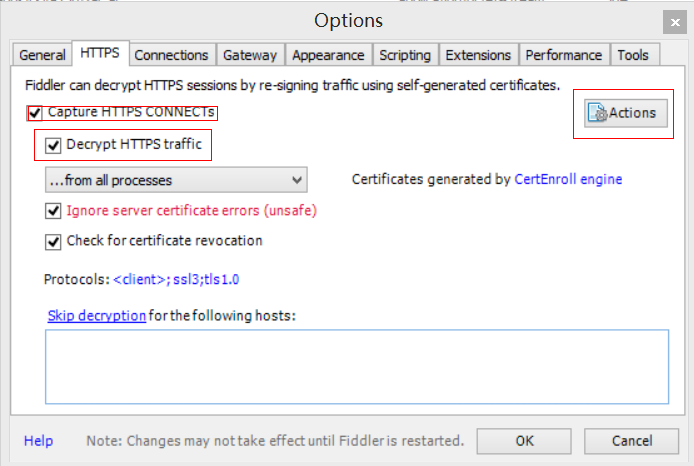 Options
General HTTPS Connections Gateway Appearance Scripting Extensions Performance Tools
Fiddler can decrypt HTTPS sessions by re-signing traffic using self-generated certificates.
Capture HTTPS CONNECTs
Actions
Decrypt HTTPS traffic
...from all processes
Certificates generated by CertEnroll engine
Ignore server certificate errors (unsafe)
Check for certificate revocation
Protocols: <client>; ssl3;tls1.0
Skip decryption for the following hosts:
Help Note: Changes may not take effect until Fiddler is restarted. OK Cancel